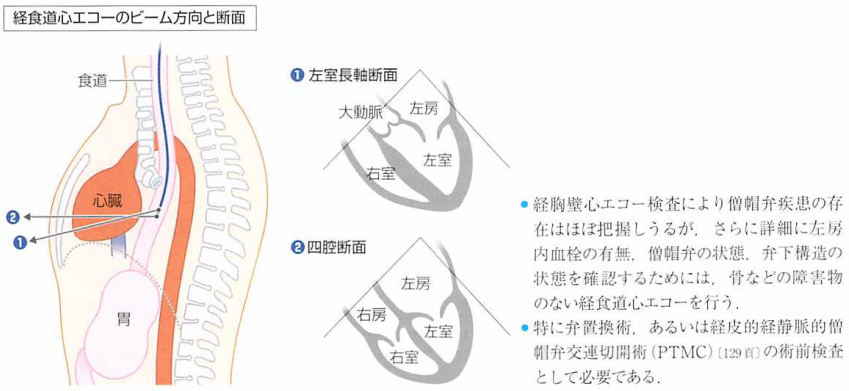 経食道心エコーのビーム方向と断面
食道
心臓
❷
❶
胃
❶ 左室長軸断面
大動脈
左房
左室
右室
❷ 四腔断面
左房
右房
左室
右室
● 経胸壁心エコー検査により僧帽弁疾患の存
在はほぼ把握しうるが，さらに詳細に左房
内血栓の有無，僧帽弁の状態，弁下構造の
状態を確認するためには，骨などの障害物
のない経食道心エコーを行う．
● 特に弁置換術，あるいは経皮的経静脈的僧
帽弁交連切開術（PTMC）〔129頁〕の術前検査
として必要である．